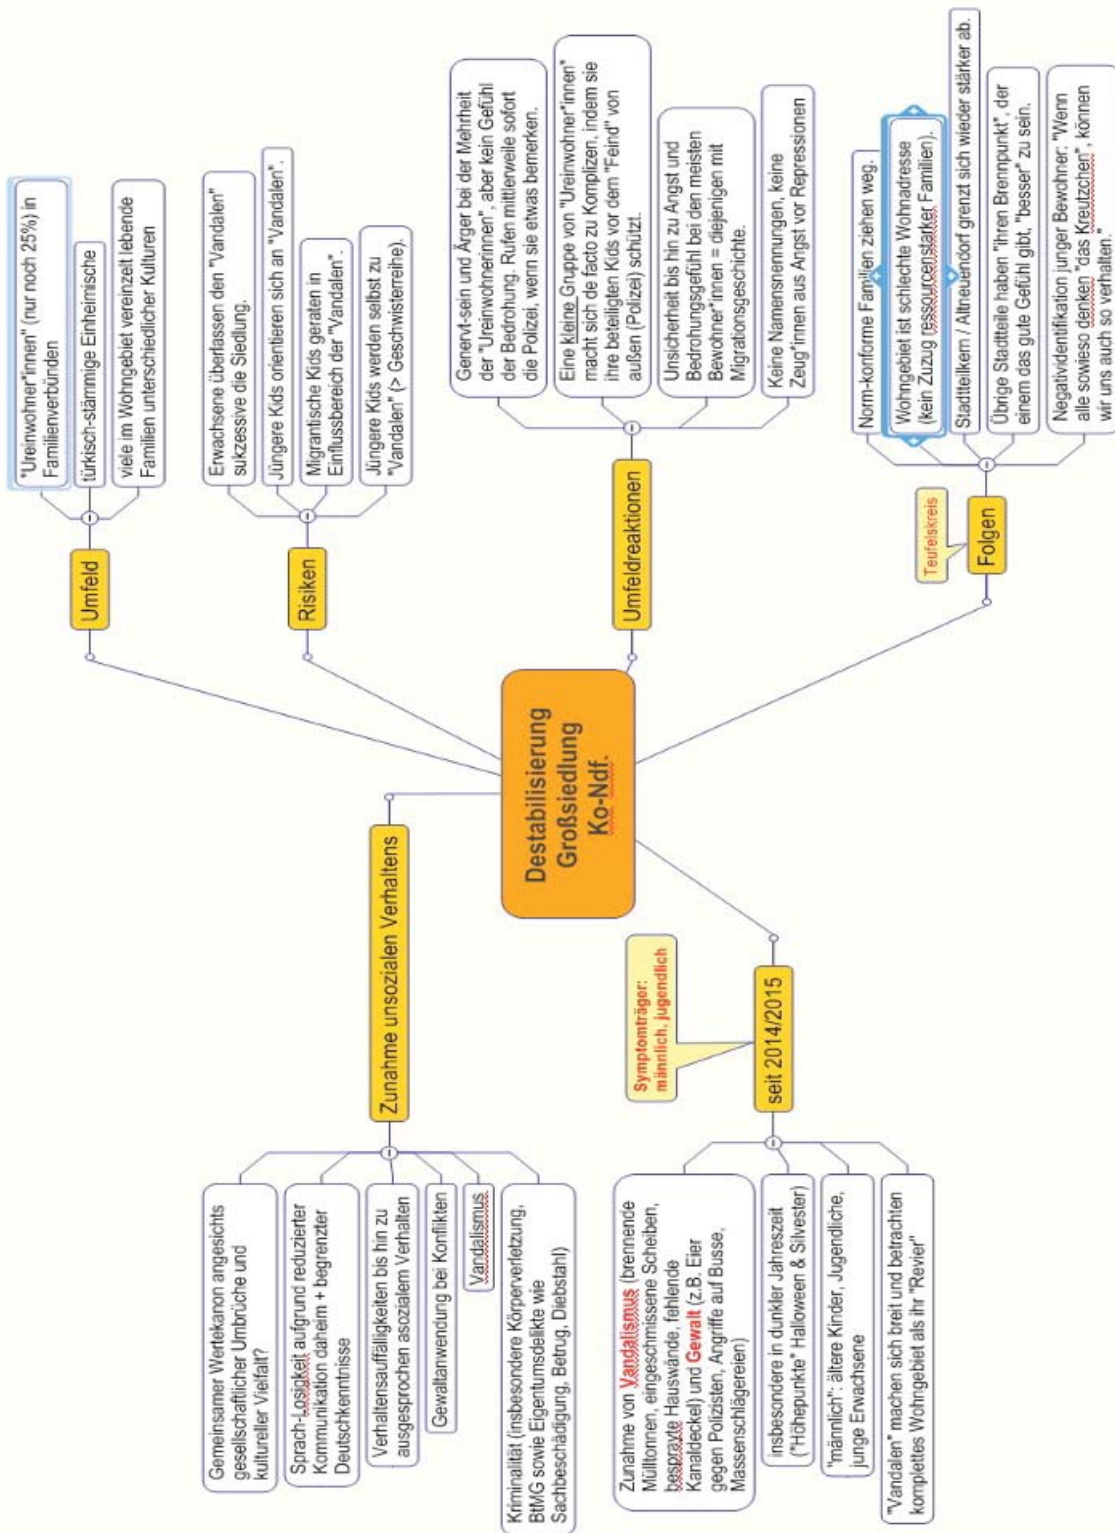 Destabilisierung
Großsiedlung
Ko-Ndf.
Zunahme unsozialen Verhaltens
Gemeinsamer Wertekanon angesichts
gesellschaftlicher Umbrüche und
kultureller Vielfalt?
Sprach-Losigkeit aufgrund reduzierter
Kommunikation daheim + begrenzter
Deutschkenntnisse
Verhaltensauffälligkeiten bis hin zu
ausgesprochen asozialem Verhalten
Gewaltanwendung bei Konflikten
Vandalismus
Kriminalität (insbesondere Körperverletzung,
BtMG sowie Eigentumsdelikte wie
Sachbeschädigung, Betrug, Diebstahl)
seit 2014/2015
Symptomträger:
männlich, jugendlich
Zunahme von Vandalismus (brennende
Mülltonnen, eingeschmissene Scheiben,
besprayte Hauswände, fehlende
Kanaldeckel) und Gewalt (z.B. Eier
gegen Polizisten, Angriffe auf Busse,
Massenschlägereien)
insbesondere in dunkler Jahreszeit
("Höhepunkte" Halloween & Silvester)
"männlich": ältere Kinder, Jugendliche,
junge Erwachsene
"Vandalen" machen sich breit und betrachten
komplettes Wohngebiet als ihr "Revier"
Umfeld
"Ureinwohner*innen" (nur noch 25%) in
Familienverbünden
türkisch-stämmige Einheimische
viele im Wohngebiet vereinzelt lebende
Familien unterschiedlicher Kulturen
Risiken
Erwachsene überlassen den "Vandalen"
sukzessive die Siedlung.
Jüngere Kids orientieren sich an "Vandalen".
Migrantische Kids geraten in
Einflussbereich der "Vandalen".
Jüngere Kids werden selbst zu
"Vandalen" (> Geschwisterreihe).
Umfeldreaktionen
Genervt-sein und Ärger bei der Mehrheit
der "Ureinwohnerinnen", aber kein Gefühl
der Bedrohung. Rufen mittlerweile sofort
die Polizei, wenn sie etwas bemerken.
Eine kleine Gruppe von "Ureinwohner*innen"
macht sich de facto zu Komplizen, indem sie
ihre beteiligten Kids vor dem "Feind" von
außen (Polizei) schützt.
Unsicherheit bis hin zu Angst und
Bedrohungsgefühl bei den meisten
Bewohner*innen = diejenigen mit
Migrationsgeschichte.
Keine Namensnennungen, keine
Zeug*innen aus Angst vor Repressionen
Folgen
Teufelskreis
Norm-konforme Familien ziehen weg.
Wohngebiet ist schlechte Wohnadresse
(kein Zuzug ressourcenstarker Familien).
Stadtteilkern / Altneuendorf grenzt sich wieder stärker ab.
Übrige Stadtteile haben "ihren Brennpunkt", der
einem das gute Gefühl gibt, "besser" zu sein.
Negatividentifikation junger Bewohner: "Wenn
alle sowieso denken "das Kreutzchen", können
wir uns auch so verhalten."